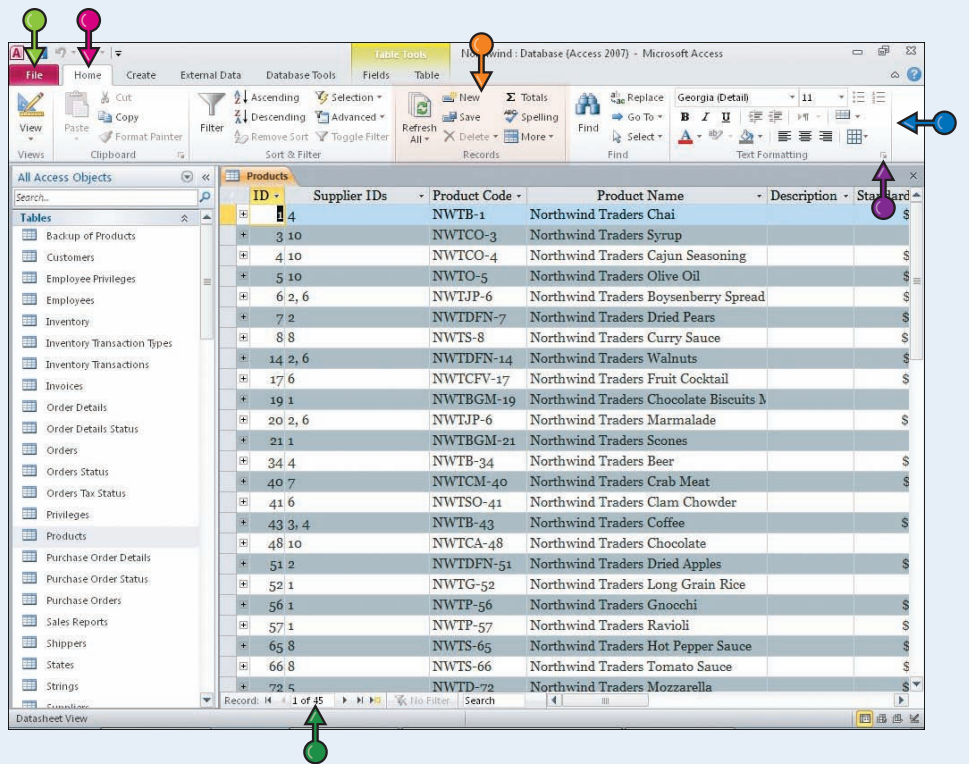 A Table Tools Northwind : Database (Access 2007) - Microsoft Access
File Home Create External Data Database Tools Fields Table
Cut Ascending Selection New Σ Totals Replace Georgia (Detail) 11
View Paste Copy Filter Descending Advanced Refresh All Save Spelling Find Go To B I U
Format Painter Remove Sort Toggle Filter Delete More Select A
Views Clipboard Sort & Filter Records Find Text Formatting
All Access Objects « Products
Search.. ID Supplier IDs Product Code Product Name Description
Tables 1 4 NWTB-1 Northwind Traders Chai $
Backup of Products 3 10 NWTCO-3 Northwind Traders Syrup
Customers 4 10 NWTCO-4 Northwind Traders Cajun Seasoning $
Employee Privileges 5 10 NWTO-5 Northwind Traders Olive Oil $
Employees 6 2, 6 NWTJP-6 Northwind Traders Boysenberry Spread $
Inventory 7 2 NWTDFN-7 Northwind Traders Dried Pears $
Inventory Transaction Types 8 8 NWTS-8 Northwind Traders Curry Sauce $
Inventory Transactions 14 2, 6 NWTDFN-14 Northwind Traders Walnuts $
Invoices 17 6 NWTCFV-17 Northwind Traders Fruit Cocktail $
Order Details 19 1 NWTBGM-19 Northwind Traders Chocolate Biscuits M
Order Details Status 20 2, 6 NWTJP-6 Northwind Traders Marmalade $
Orders 21 1 NWTBGM-21 Northwind Traders Scones
Orders Status 34 4 NWTB-34 Northwind Traders Beer $
Orders Tax Status 40 7 NWTCM-40 Northwind Traders Crab Meat $
Privileges 41 6 NWTSO-41 Northwind Traders Clam Chowder
Products 43 3, 4 NWTB-43 Northwind Traders Coffee $
Purchase Order Details 48 10 NWTCA-48 Northwind Traders Chocolate
Purchase Order Status 51 2 NWTDFN-51 Northwind Traders Dried Apples $
Purchase Orders 52 1 NWTG-52 Northwind Traders Long Grain Rice
Sales Reports 56 1 NWTP-56 Northwind Traders Gnocchi $
Shippers 57 1 NWTP-57 Northwind Traders Ravioli $
States 65 8 NWTS-65 Northwind Traders Hot Pepper Sauce $
Strings 66 8 NWTS-66 Northwind Traders Tomato Sauce $
Suppliers 72 5 NWTD-72 Northwind Traders Mozzarella $
Record: 1 of 45 No Filter Search
Datasheet View